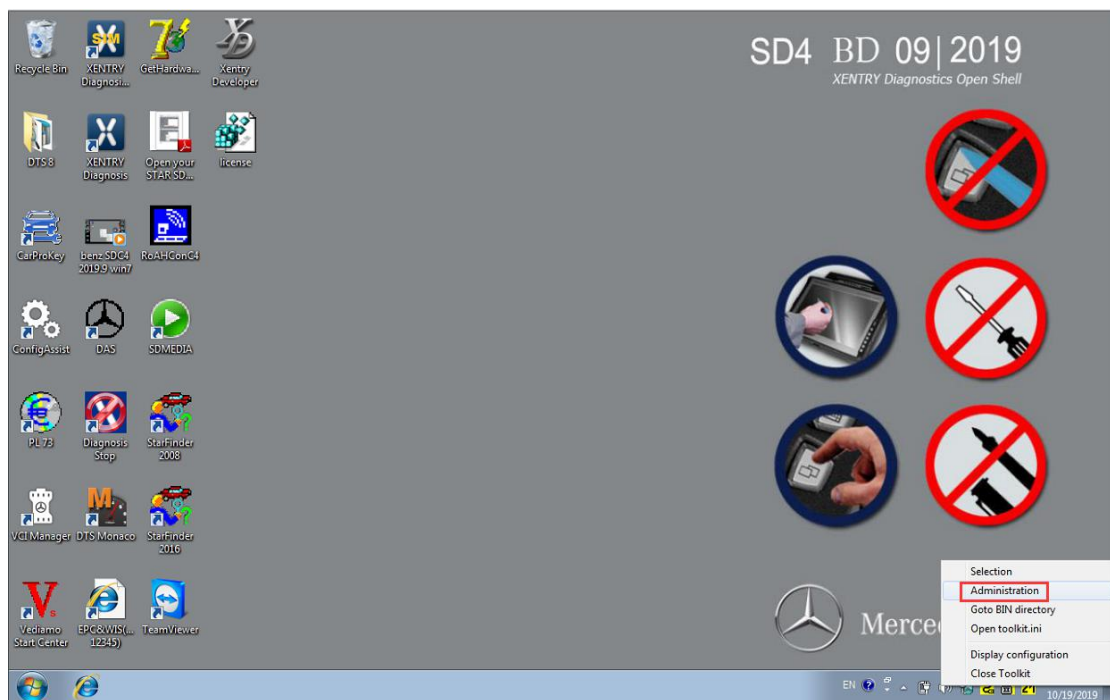 SD4 BD 09|2019
XENTRY Diagnostics Open Shell
Recycle Bin
XENTRY
Diagnosi...
GetHardwa...
Xentry
Developer
DTS 8
XENTRY
Diagnosis
Open your
STAR SD...
license
CarProKey
benz SDC4
2019.9 win7
RoAHConC4
ConfigAssist
DAS
SDMEDIA
PL 73
Diagnosis
Stop
StarFinder
2008
VCI Manager
DTS Monaco
StarFinder
2016
Vediamo
Start Center
EPC&WIS(...
12345)
TeamViewer
Merce
Selection
Administration
Goto BIN directory
Open toolkit.ini
Display configuration
Close Toolkit
EN
10/19/2019